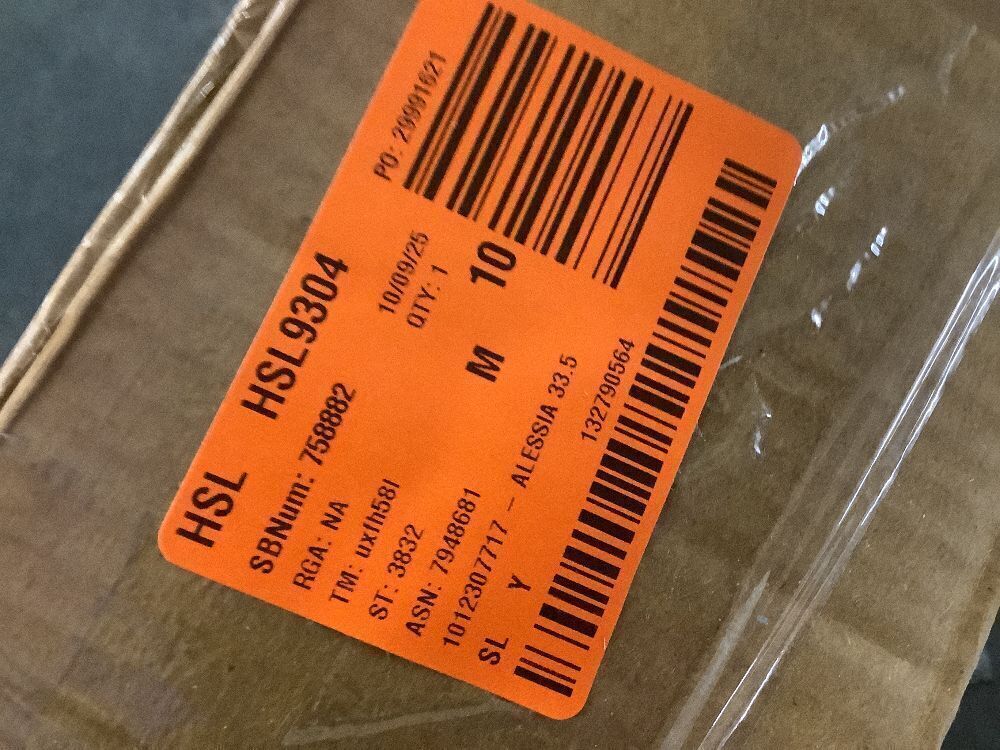 HSL HSL9304 PO: 29991621
SBNum: 758882
RGA: NA 10/09/25
TM: uxfh58l QTY: 1
ST: 3832
ASN: 7948681 M 10
1012307717 – ALESSIA 33.5
SL Y 132790564